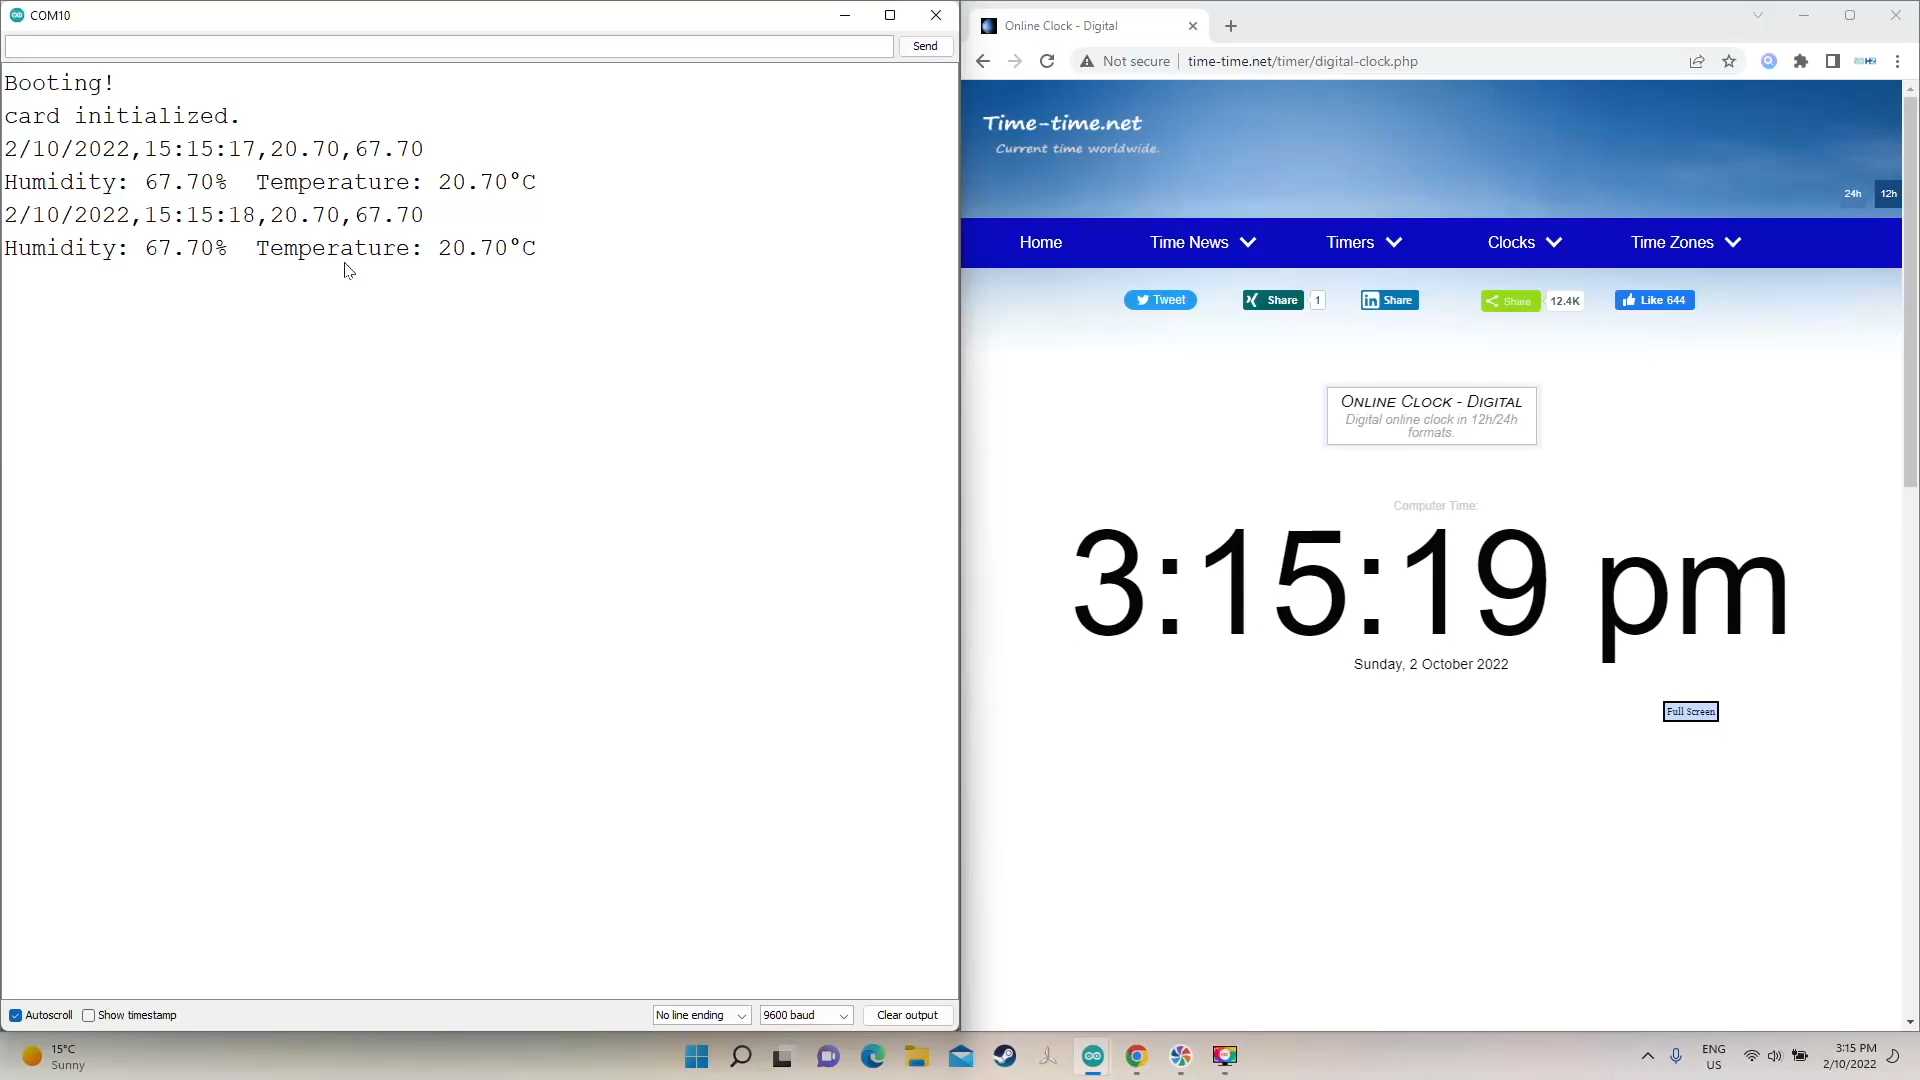 COM10
Send
Booting!
card initialized.
2/10/2022,15:15:17,20.70,67.70
Humidity: 67.70%  Temperature: 20.70°C
2/10/2022,15:15:18,20.70,67.70
Humidity: 67.70%  Temperature: 20.70°C
Autoscroll
Show timestamp
No line ending
9600 baud
Clear output
Online Clock - Digital
Not secure
time-time.net/timer/digital-clock.php
Time-time.net
Current time worldwide.
24h
12h
Home
Time News
Timers
Clocks
Time Zones
Tweet
Share
1
Share
Share
12.4K
Like 644
Online Clock - Digital
Digital online clock in 12h/24h
formats.
Computer Time:
3:15:19 pm
Sunday, 2 October 2022
Full Screen
15°C
Sunny
ENG
US
3:15 PM
2/10/2022